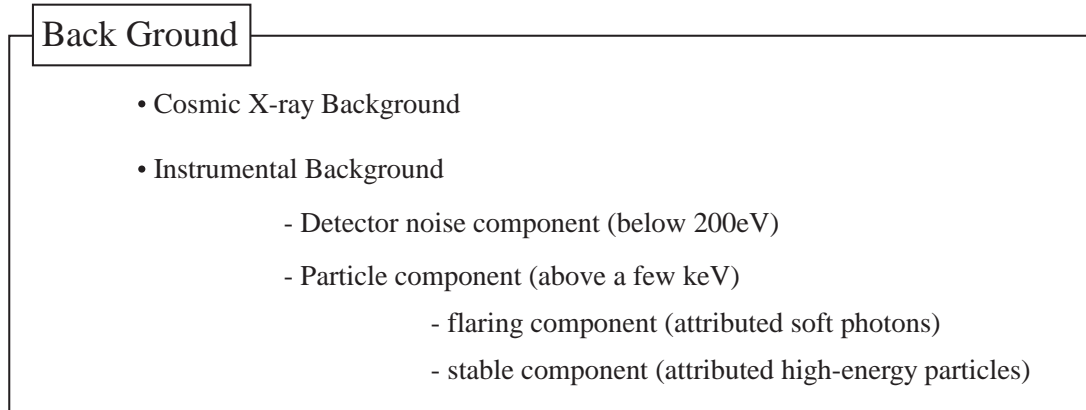 Back Ground
• Cosmic X-ray Background
• Instrumental Background
- Detector noise component (below 200eV)
- Particle component (above a few keV)
- flaring component (attributed soft photons)
- stable component (attributed high-energy particles)